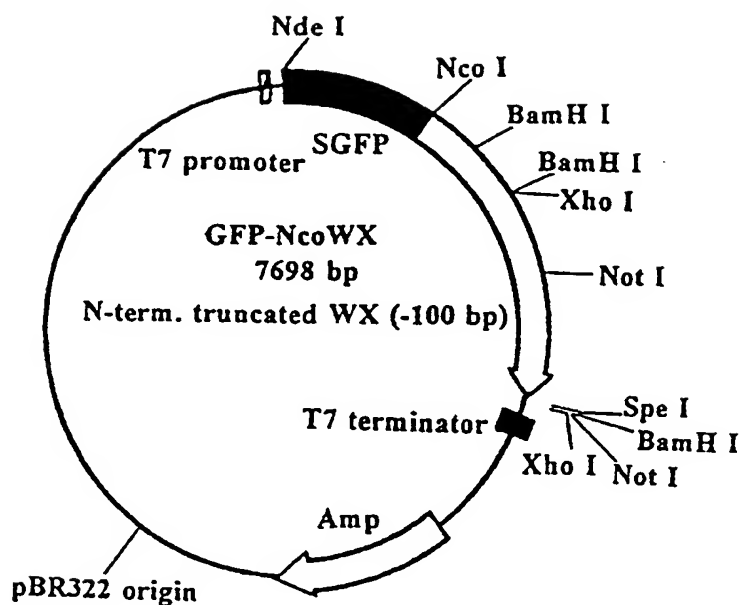 Nde I
Nco I
BamH I
SGFP
T7 promoter
BamH I
Xho I
GFP-NcoWX
7698 bp
Not I
N-term. truncated WX (-100 bp)
T7 terminator
Spe I
BamH I
Xho I
Not I
Amp
pBR322 origin